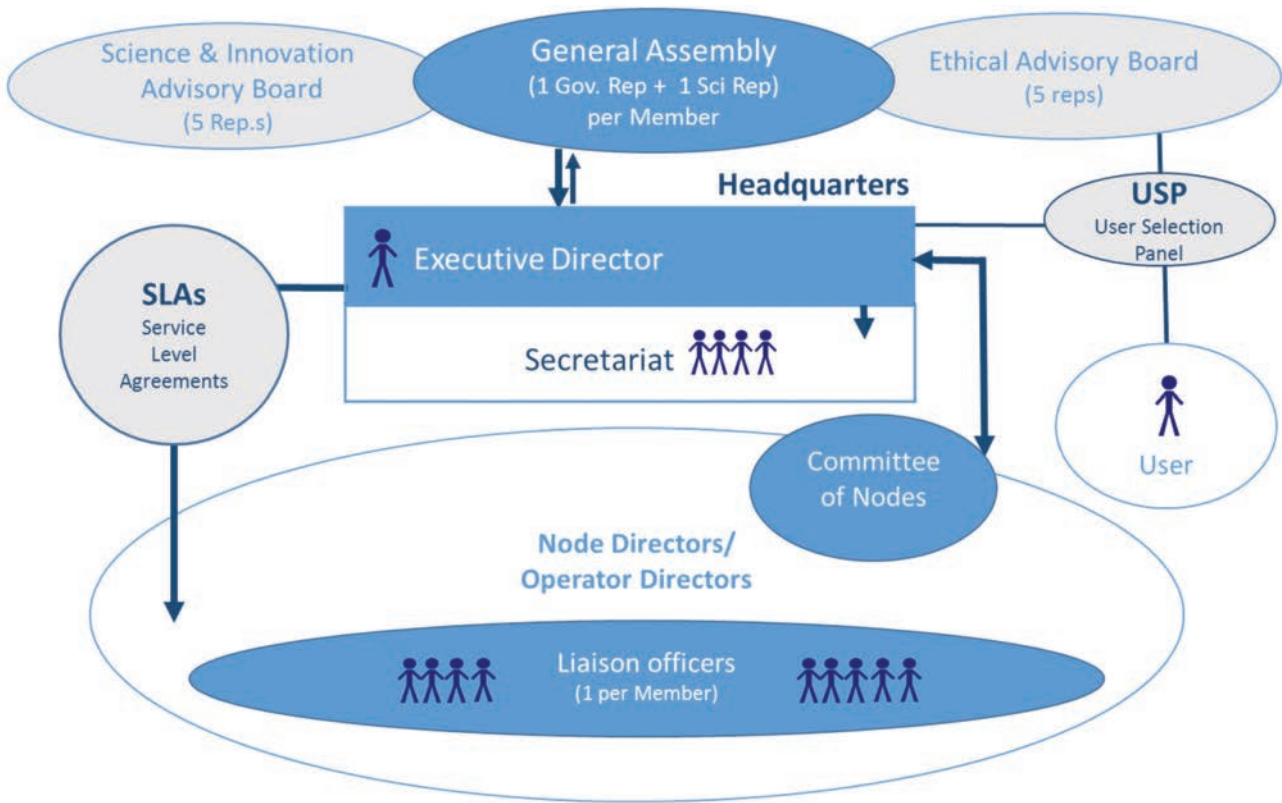 Science & Innovation
Advisory Board
(5 Rep.s)
General Assembly
(1 Gov. Rep + 1 Sci Rep)
per Member
Ethical Advisory Board
(5 reps)
Headquarters
USP
User Selection
Panel
Executive Director
SLAs
Service
Level
Agreements
Secretariat
User
Committee
of Nodes
Node Directors/
Operator Directors
Liaison officers
(1 per Member)